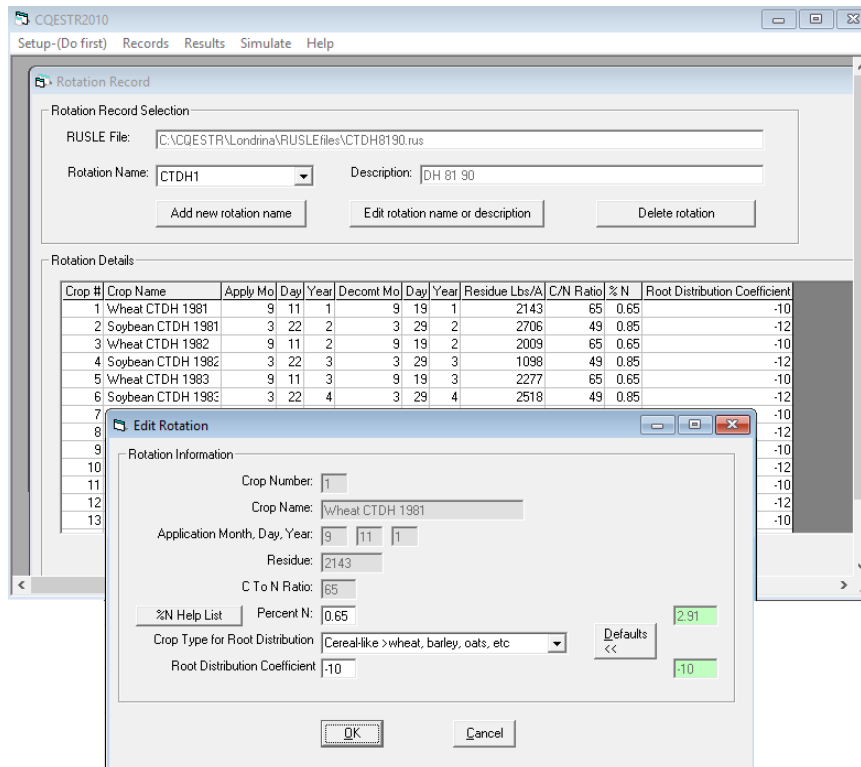 CQESTR2010
Setup-(Do first) Records Results Simulate Help
Rotation Record
Rotation Record Selection
RUSLE File: C:\CQESTR\Londrina\RUSLEfiles\CTDH8190.rus
Rotation Name: CTDH1 Description: DH 81 90
Add new rotation name Edit rotation name or description Delete rotation
Rotation Details
Crop # Crop Name Apply Mo Day Year Decomt Mo Day Year Residue Lbs/A C/N Ratio % N Root Distribution Coefficient
1 Wheat CTDH 1981 9 11 1 9 19 1 2143 65 0.65 -10
2 Soybean CTDH 1981 3 22 2 3 29 2 2706 49 0.85 -12
3 Wheat CTDH 1982 9 11 2 9 19 2 2009 65 0.65 -10
4 Soybean CTDH 1982 3 22 3 3 29 3 1098 49 0.85 -12
5 Wheat CTDH 1983 9 11 3 9 19 3 2277 65 0.65 -10
6 Soybean CTDH 1983 3 22 4 3 29 4 2518 49 0.85 -12
7 -10
8 -12
9 -10
10 -12
11 -10
12 -12
13 -10
Edit Rotation
Rotation Information
Crop Number: 1
Crop Name: Wheat CTDH 1981
Application Month, Day, Year: 9 11 1
Residue: 2143
C To N Ratio: 65
%N Help List Percent N: 0.65 2.91
Crop Type for Root Distribution Cereal-like >wheat, barley, oats, etc Defaults <<
Root Distribution Coefficient -10 -10
OK Cancel